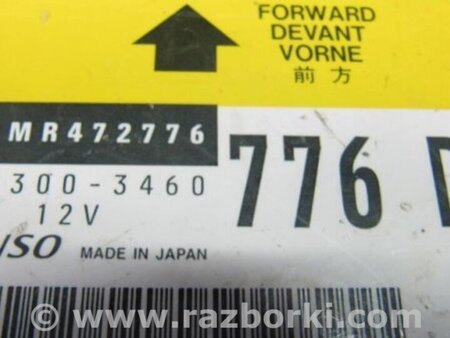 FORWARD
DEVANT
VORNE
前方
MR472776
300-3460
776
12V
MADE IN JAPAN
www.razborki.com